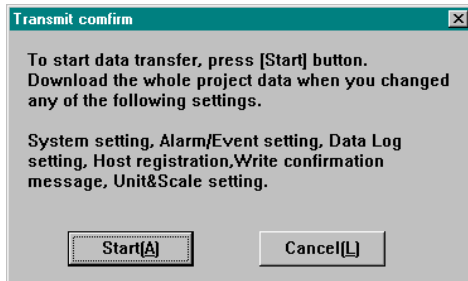 Transmit comfirm
To start data transfer, press [Start] button.
Download the whole project data when you changed
any of the following settings.
System setting, Alarm/Event setting, Data Log
setting, Host registration,Write confirmation
message, Unit&Scale setting.
Start(A) Cancel(L)